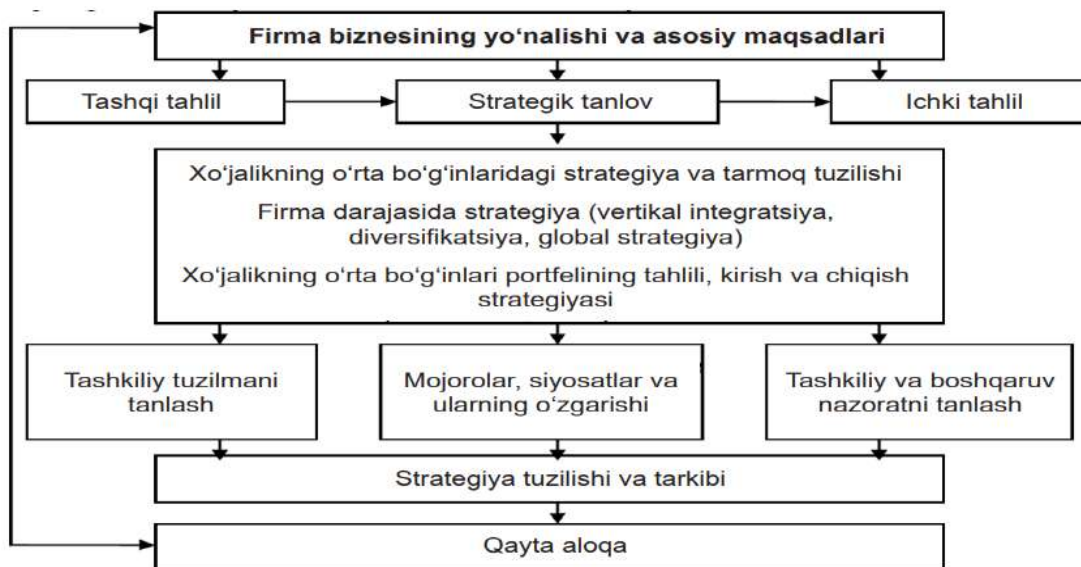 Firma biznesining yo‘nalishi va asosiy maqsadlari
Tashqi tahlil
Strategik tanlov
Ichki tahlil
Xo‘jalikning o‘rta bo‘g‘inlaridagi strategiya va tarmoq tuzilishi
Firma darajasida strategiya (vertikal integratsiya,
diversifikatsiya, global strategiya)
Xo‘jalikning o‘rta bo‘g‘inlari portfelining tahlili, kirish va chiqish
strategiyasi
Tashkiliy tuzilmani
tanlash
Mojorolar, siyosatlar va
ularning o‘zgarishi
Tashkiliy va boshqaruv
nazoratni tanlash
Strategiya tuzilishi va tarkibi
Qayta aloqa